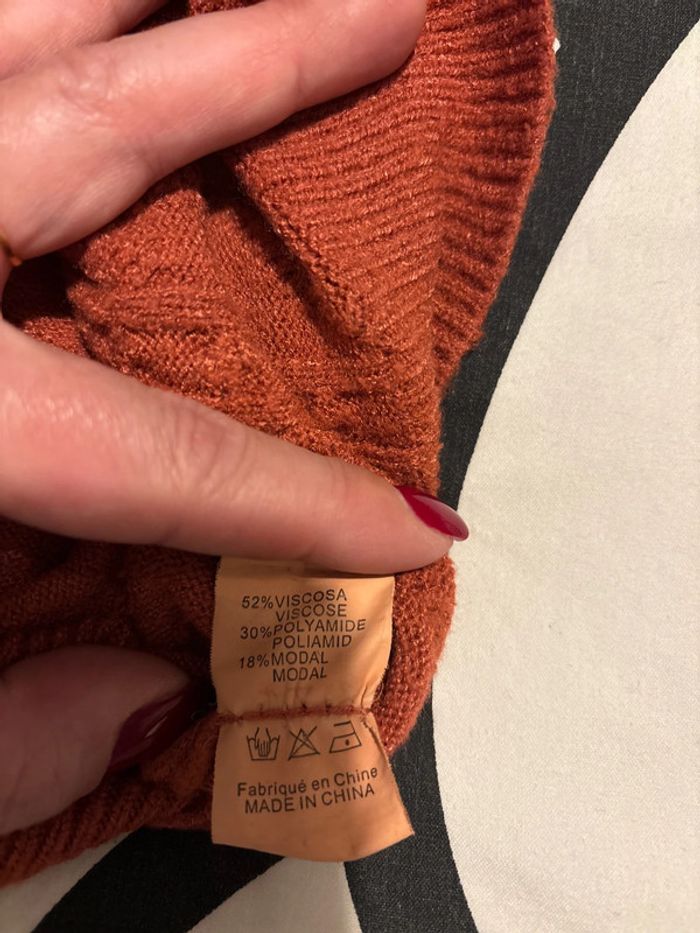 52%VISCOSA
VISCOSE
30%POLYAMIDE
POLIAMID
18%MODAL
MODAL
Fabriqué en Chine
MADE IN CHINA